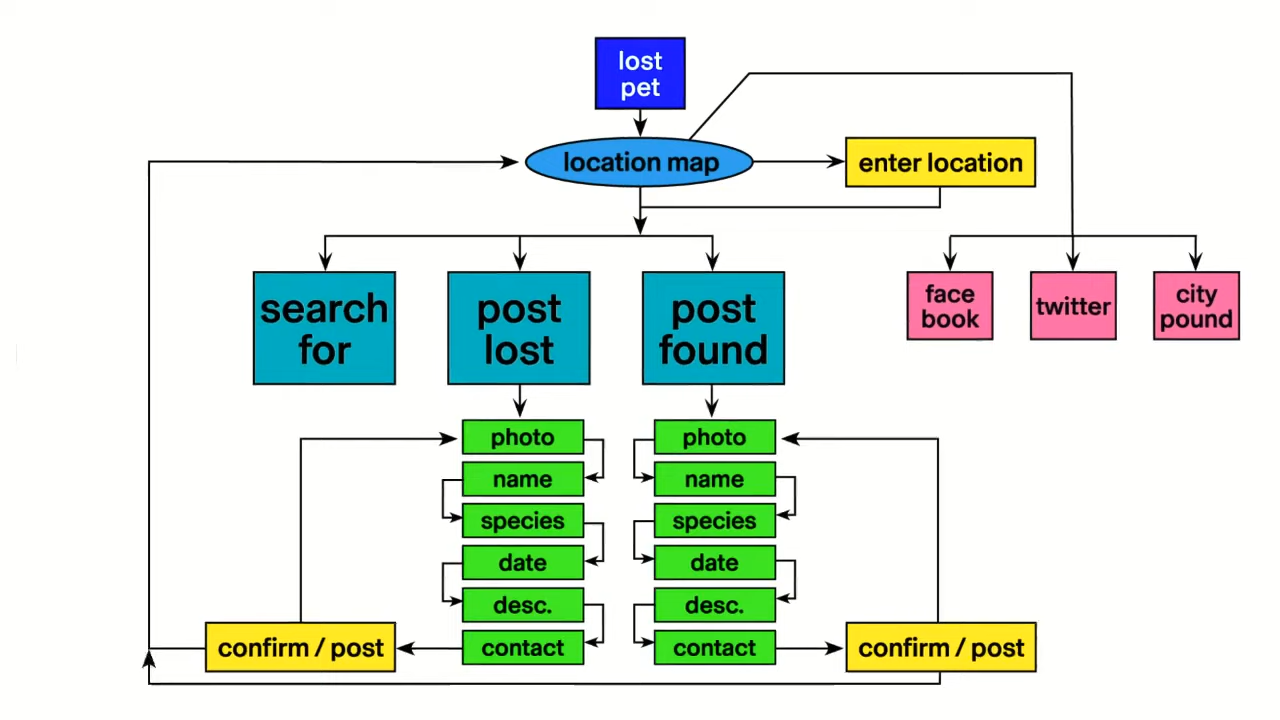 lost
pet
location map
enter location
search
for
post
lost
post
found
face
book
twitter
city
pound
photo
name
species
date
desc.
contact
photo
name
species
date
desc.
contact
confirm / post
confirm / post